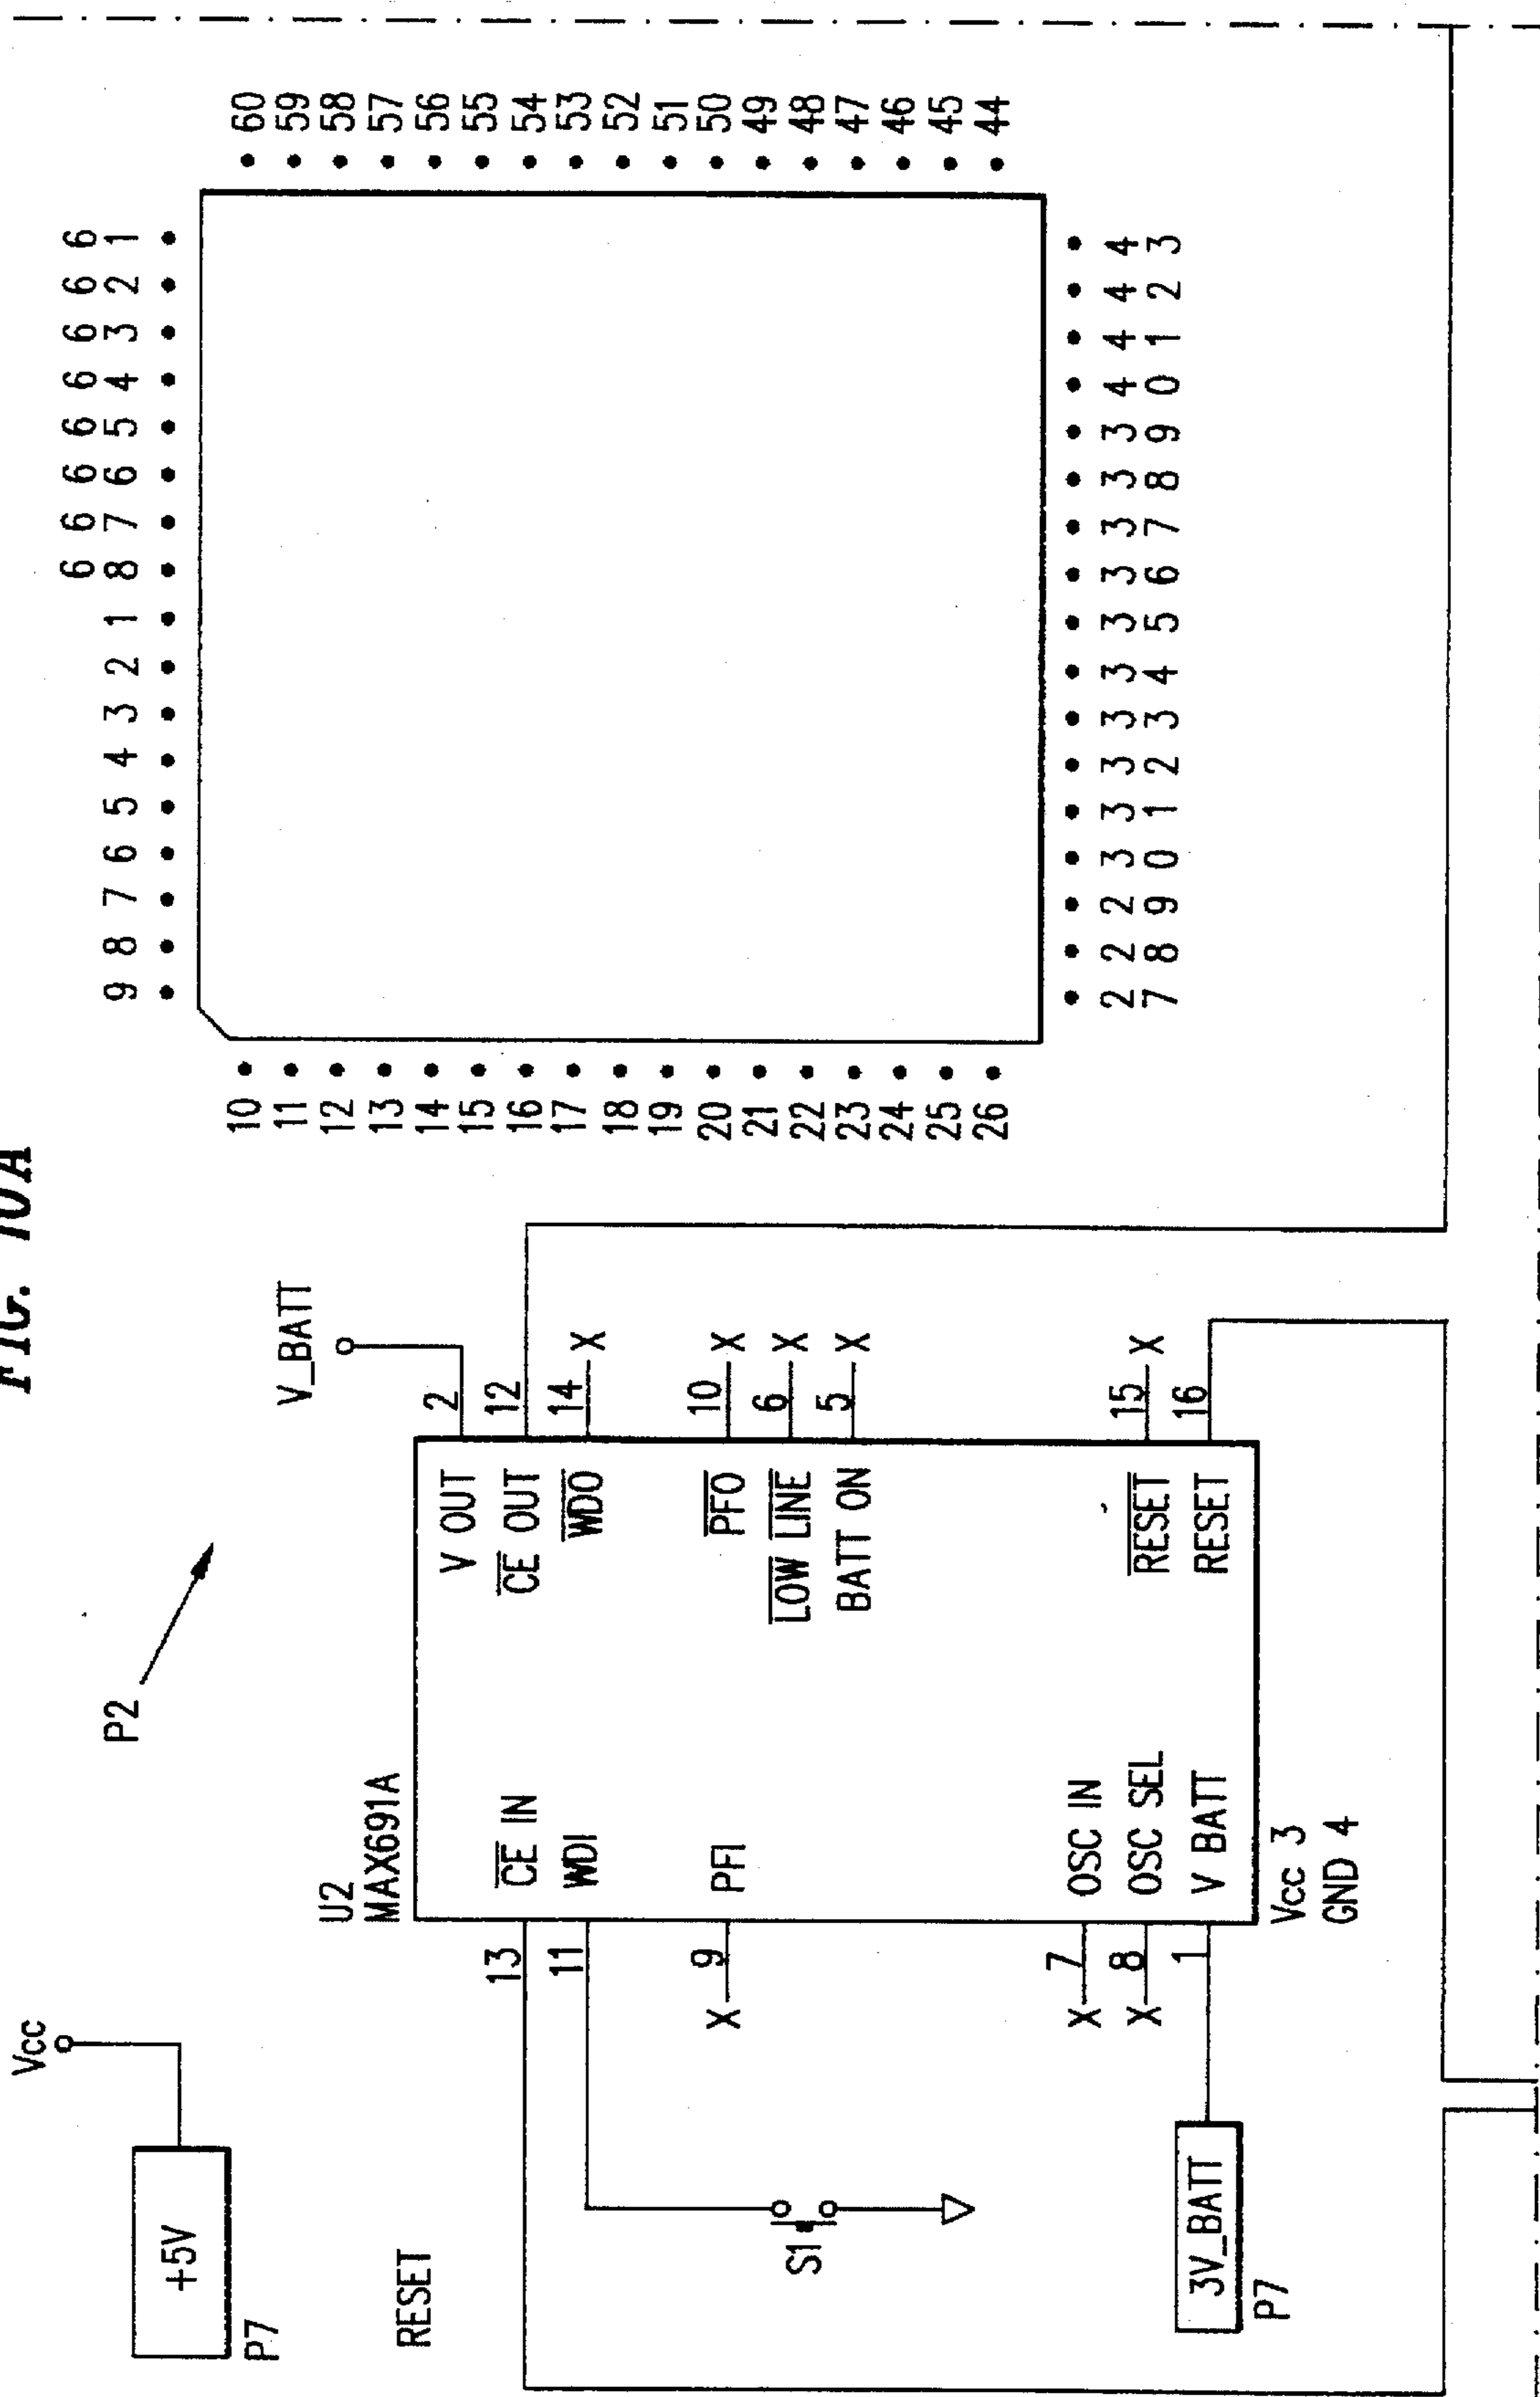 FIG. 10A
P2
Vcc
+5V
P7
RESET
U2
MAX691A
V_BATT
13 CE IN
11 WDI
X 9 PFI
X 7 OSC IN
X 8 OSC SEL
1 V BATT
V OUT 2
CE OUT 12
WDO 14 X
PFO 10 X
LOW LINE 6 X
BATT ON 5 X
RESET 15 X
RESET 16
Vcc 3
GND 4
S1
3V_BATT
P7
9 8 7 6 5 4 3 2 1 68 67 66 65 64 63 62 61
10
11
12
13
14
15
16
17
18
19
20
21
22
23
24
25
26
60
59
58
57
56
55
54
53
52
51
50
49
48
47
46
45
44
27 28 29 30 31 32 33 34 35 36 37 38 39 40 41 42 43